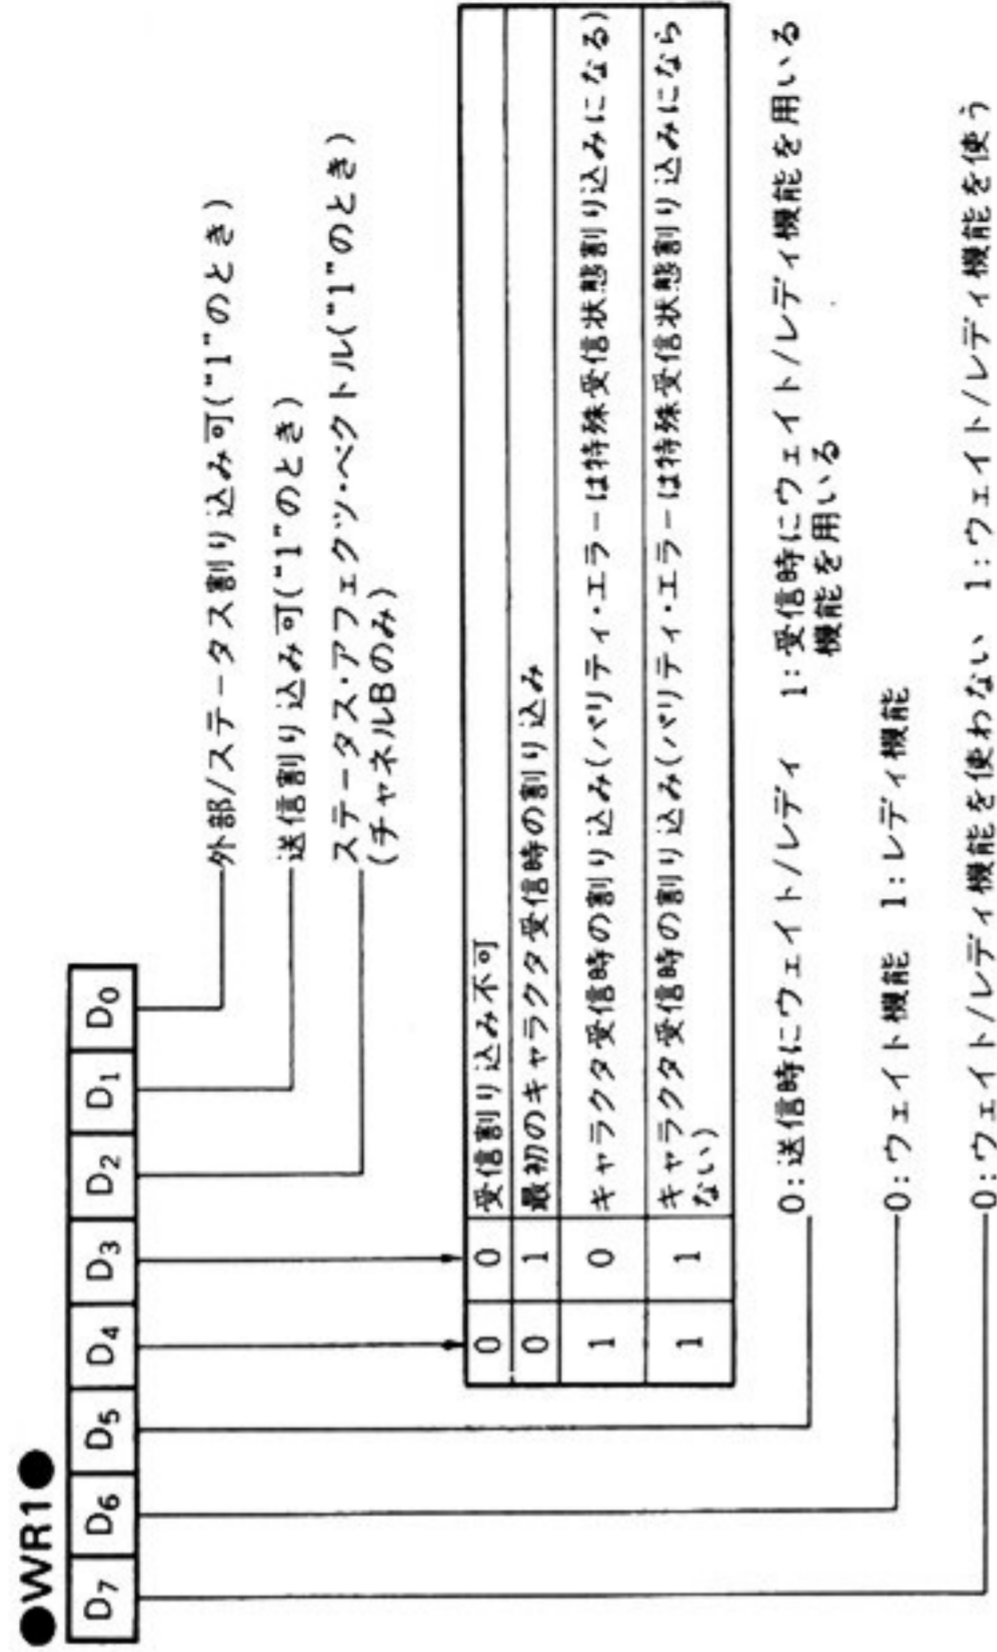 ●WR1●
D7 D6 D5 D4 D3 D2 D1 D0
外部/ステータス割り込み可("1"のとき)
送信割り込み可("1"のとき)
ステータス・アフェクツ・ベクトル("1"のとき)
(チャネルBのみ)
0 0 受信割り込み不可
0 1 最初のキャラクタ受信時の割り込み
1 0 キャラクタ受信時の割り込み(パリティ・エラーは特殊受信状態割り込みになる)
1 1 キャラクタ受信時の割り込み(パリティ・エラーは特殊受信状態割り込みになら
ない)
0:送信時にウェイト/レディ 1:受信時にウェイト/レディ機能を用いる
機能を用いる
0:ウェイト機能 1:レディ機能
0:ウェイト/レディ機能を使わない 1:ウェイト/レディ機能を使う